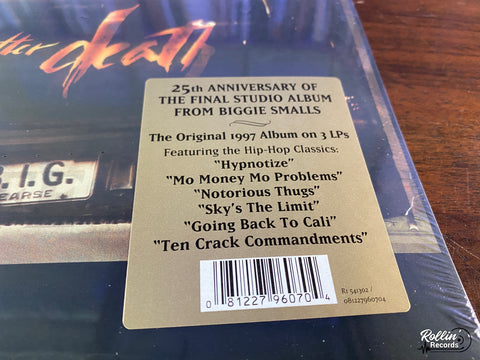 death
25th ANNIVERSARY OF
THE FINAL STUDIO ALBUM
FROM BIGGIE SMALLS
The Original 1997 Album on 3 LPs
Featuring the Hip-Hop Classics:
"Hypnotize"
"Mo Money Mo Problems"
"Notorious Thugs"
"Sky's The Limit"
"Going Back To Cali"
"Ten Crack Commandments"
B.I.G.
EARSE
0 81227 96070 4
R1 541302 /
081227960704
Rollin'
Records